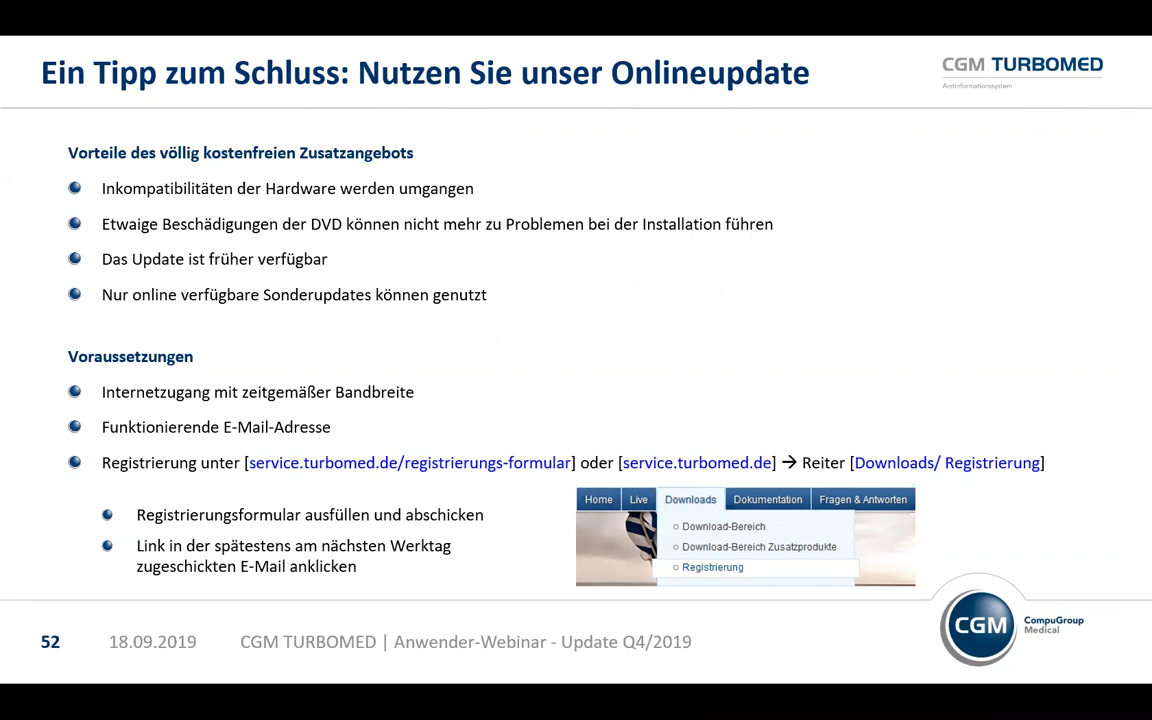 Ein Tipp zum Schluss: Nutzen Sie unser Onlineupdate
CGM TURBOMED
Arztinformationssystem
Vorteile des völlig kostenfreien Zusatzangebots
Inkompatibilitäten der Hardware werden umgangen
Etwaige Beschädigungen der DVD können nicht mehr zu Problemen bei der Installation führen
Das Update ist früher verfügbar
Nur online verfügbare Sonderupdates können genutzt
Voraussetzungen
Internetzugang mit zeitgemäßer Bandbreite
Funktionierende E-Mail-Adresse
Registrierung unter [service.turbomed.de/registrierungs-formular] oder [service.turbomed.de] → Reiter [Downloads/ Registrierung]
Registrierungsformular ausfüllen und abschicken
Link in der spätestens am nächsten Werktag
zugeschickten E-Mail anklicken
Home Live Downloads Dokumentation Fragen & Antworten
Download-Bereich
Download-Bereich Zusatzprodukte
Registrierung
52 18.09.2019 CGM TURBOMED | Anwender-Webinar - Update Q4/2019
CGM
CompuGroup
Medical